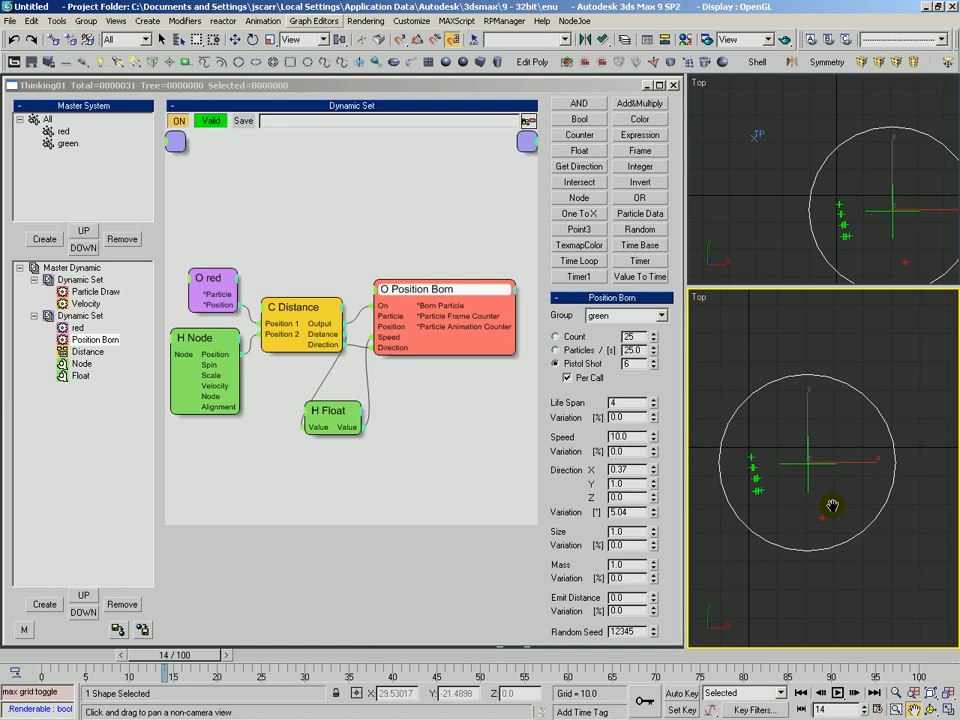 Untitled - Project Folder: C:\Documents and Settings\jscarr\Local Settings\Application Data\Autodesk\3dsmax\9 - 32bit\enu - Autodesk 3ds Max 9 SP2 - Display : OpenGL
File Edit Tools Group Views Create Modifiers reactor Animation Graph Editors Rendering Customize MAXScript RPManager Help NodeJoe
All View View
Edit Poly Shell Symmetry
Thinking01 Total=0000031 Tree=0000000 Selected=0000000
Master System
All
red
green
Create UP DOWN Remove
Master Dynamic
Dynamic Set
Particle Draw
Velocity
Dynamic Set
red
Position Born
Distance
Node
Float
Create UP DOWN Remove
M
Dynamic Set
ON Valid Save
O red
*Particle
*Position
H Node
Node Position
Spin
Scale
Velocity
Node
Alignment
C Distance
Position 1 Output
Position 2 Distance
Direction
O Position Born
On *Born Particle
Particle *Particle Frame Counter
Position *Particle Animation Counter
Speed
Direction
H Float
Value Value
AND Add&Multiply
Bool Color
Counter Expression
Float Frame
Get Direction Integer
Intersect Invert
Node OR
One To X Particle Data
Point3 Random
TexmapColor Time Base
Time Loop Timer
Timer1 Value To Time
Position Born
Group green
Count 25
Particles / [s] 25.0
Pistol Shot 6
Per Call
Life Span 4
Variation [%] 0.0
Speed 10.0
Variation [%] 0.0
Direction X 0.37
Y 1.0
Z 0.0
Variation [°] 5.04
Size 1.0
Variation [%] 0.0
Mass 1.0
Variation [%] 0.0
Emit Distance 0.0
Variation [%] 0.0
Random Seed 12345
Top
y
x
Top
y
x
14 / 100
0 5 10 15 20 25 30 35 40 45 50 55 60 65 70 75 80 85 90 95 100
max grid toggle
.Renderable : bool
1 Shape Selected X: 29.53017 Y: -21.4898 Z: 0.0 Grid = 10.0
Click and drag to pan a non-camera view Add Time Tag
Auto Key Selected
Set Key Key Filters... 14